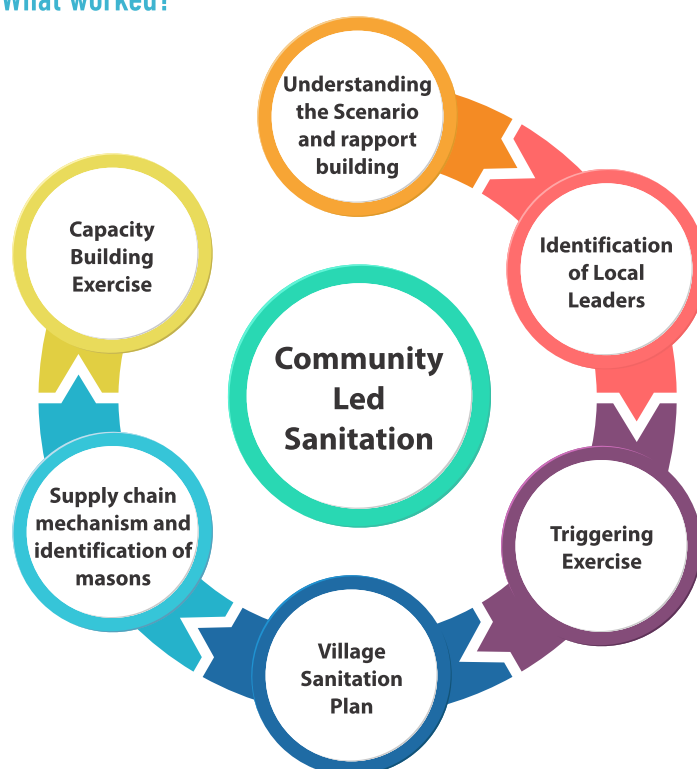 What worked?
Understanding
the Scenario
and rapport
building
Identification
of Local
Leaders
Triggering
Exercise
Village
Sanitation
Plan
Supply chain
mechanism and
identification of
masons
Capacity
Building
Exercise
Community
Led
Sanitation